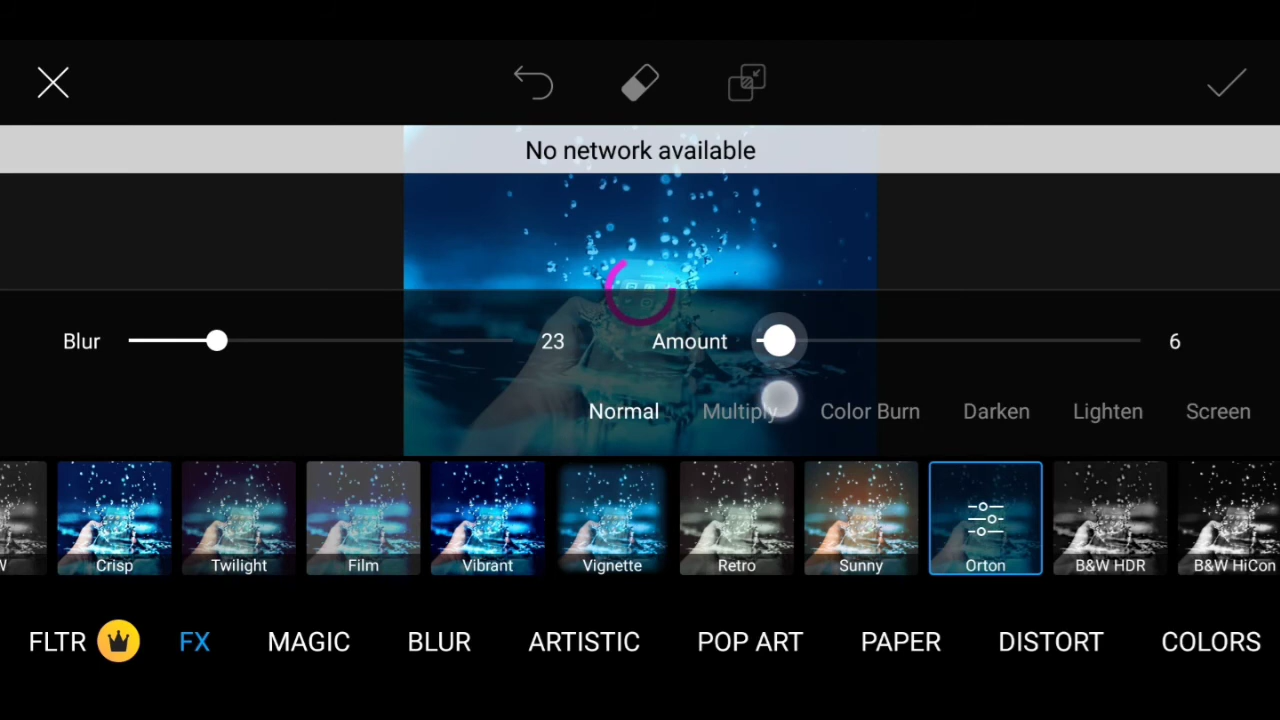 No network available
Blur 23 Amount 6
Normal Multiply Color Burn Darken Lighten Screen
W Crisp Twilight Film Vibrant Vignette Retro Sunny Orton B&W HDR B&W HiCon
FLTR FX MAGIC BLUR ARTISTIC POP ART PAPER DISTORT COLORS